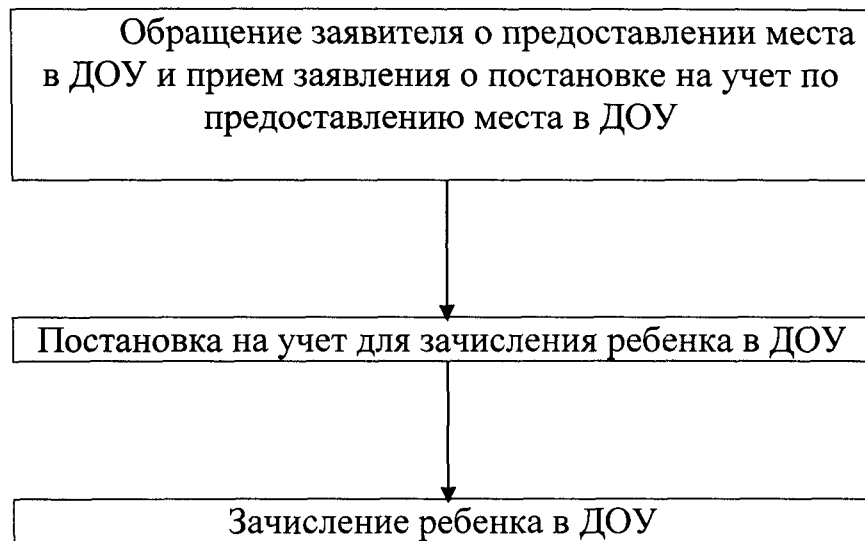 Обращение заявителя о предоставлении места
в ДОУ и прием заявления о постановке на учет по
предоставлению места в ДОУ
Постановка на учет для зачисления ребенка в ДОУ
Зачисление ребенка в ДОУ